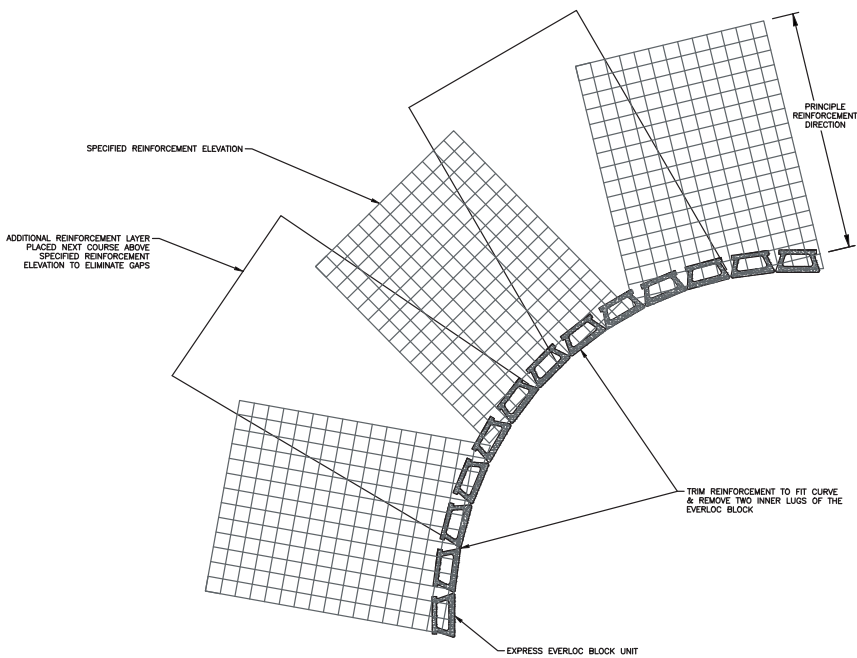 PRINCIPLE
REINFORCEMENT
DIRECTION
SPECIFIED REINFORCEMENT ELEVATION
ADDITIONAL REINFORCEMENT LAYER
PLACED NEXT COURSE ABOVE
SPECIFIED REINFORCEMENT
ELEVATION TO ELIMINATE GAPS
TRIM REINFORCEMENT TO FIT CURVE
& REMOVE TWO INNER LUGS OF THE
EVERLOC BLOCK
EXPRESS EVERLOC BLOCK UNIT